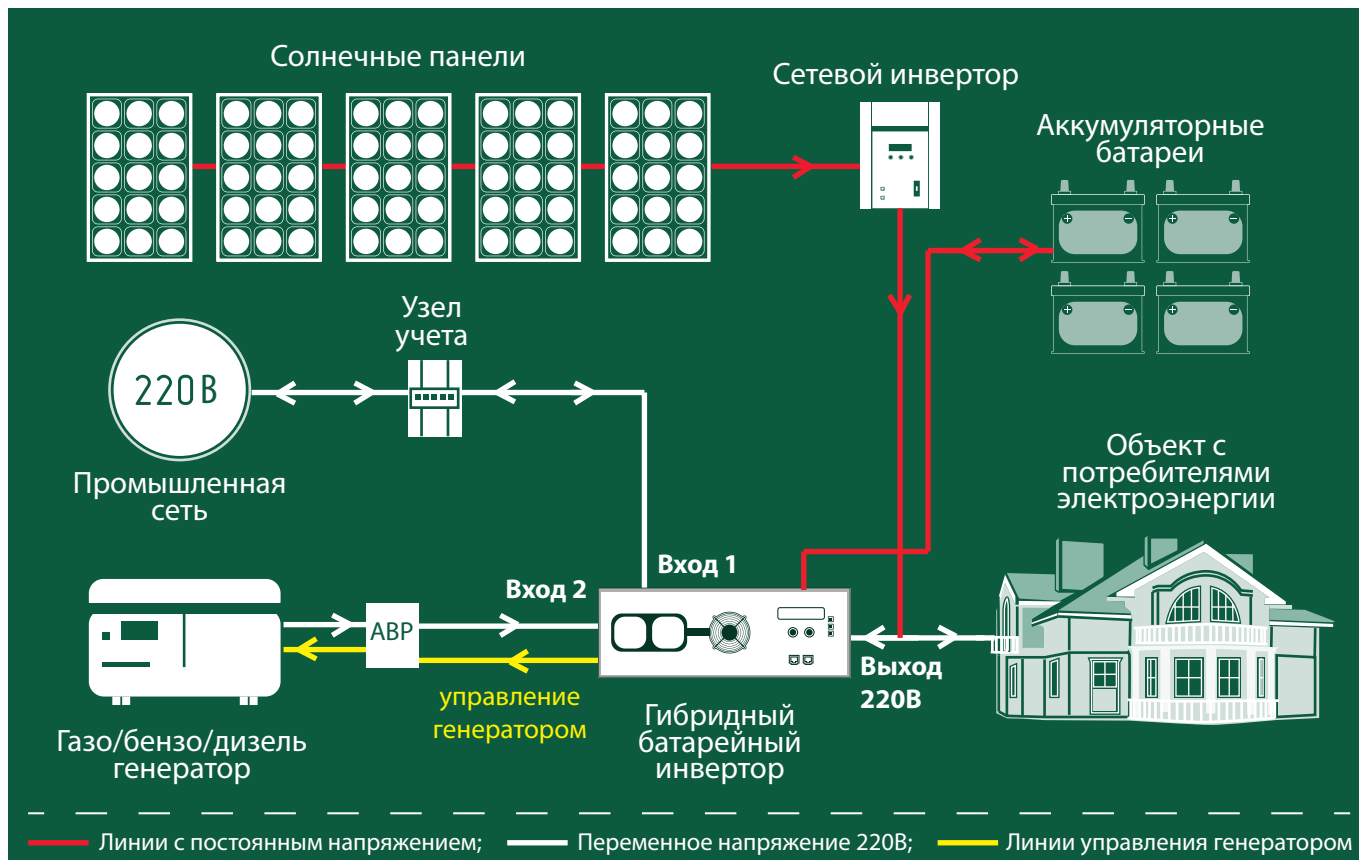 Солнечные панели
Сетевой инвертор
Аккумуляторные
батареи
+ − + −
+ − + −
Узел
учета
220В
Промышленная
сеть
Объект с
потребителями
электроэнергии
Вход 1
Вход 2
АВР
Выход
220В
управление
генератором
Газо/бензо/дизель
генератор
Гибридный
батарейный
инвертор
Линии с постоянным напряжением;
Переменное напряжение 220В;
Линии управления генератором